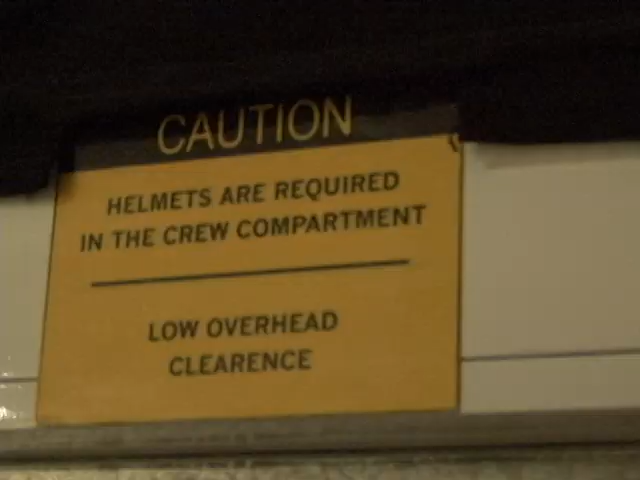 CAUTION
HELMETS ARE REQUIRED
IN THE CREW COMPARTMENT
LOW OVERHEAD
CLEARENCE